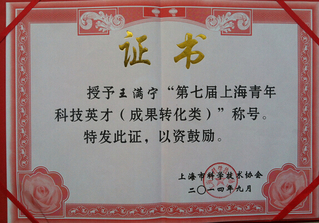 证书
授予王满宁“第七届上海青年
科技英才（成果转化类）”称号。
特发此证，以资鼓励。
上海市科学技术协会
二〇一四年九月